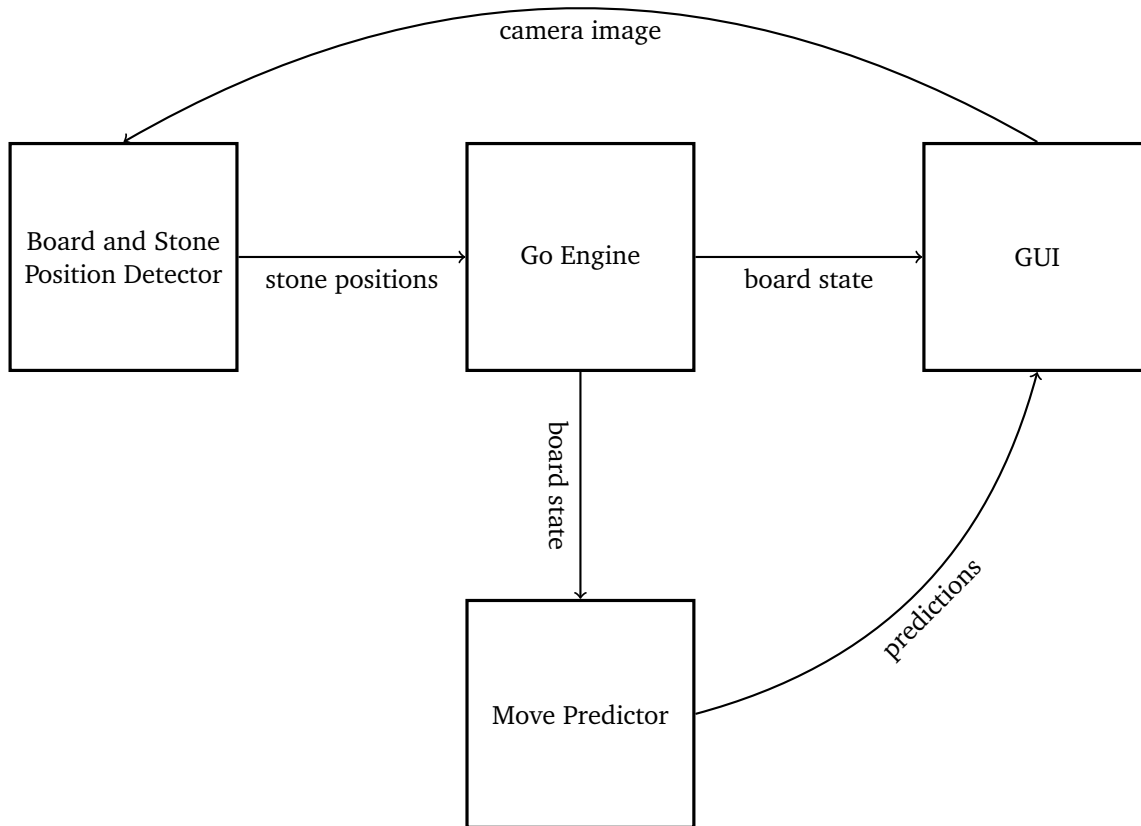 camera image
Board and Stone
Position Detector
stone positions
Go Engine
board state
GUI
board state
predictions
Move Predictor